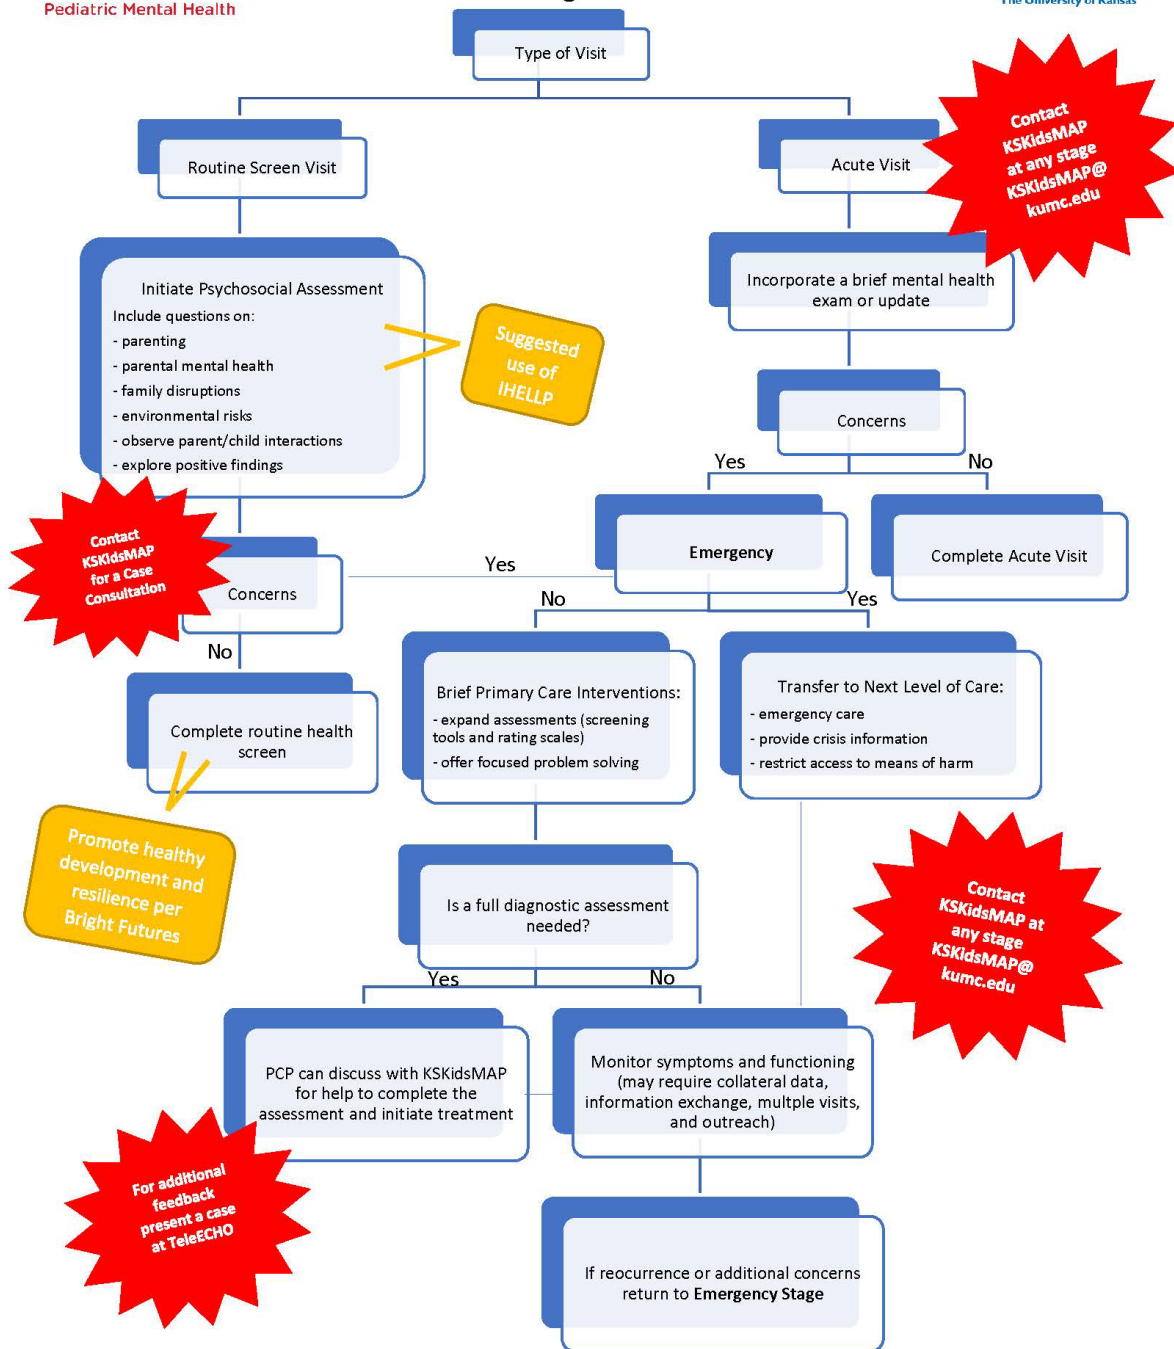 Pediatric Mental Health
The University of Kansas
Type of Visit
Routine Screen Visit
Acute Visit
Contact
KSKidsMAP
at any stage
KSKidsMAP@
kumc.edu
Initiate Psychosocial Assessment
Include questions on:
- parenting
- parental mental health
- family disruptions
- environmental risks
- observe parent/child interactions
- explore positive findings
Suggested
use of
IHELLP
Incorporate a brief mental health
exam or update
Concerns
Yes
No
Emergency
Complete Acute Visit
Contact
KSKidsMAP
for a Case
Consultation
Concerns
Yes
No
No
Yes
Complete routine health
screen
Brief Primary Care Interventions:
- expand assessments (screening
tools and rating scales)
- offer focused problem solving
Transfer to Next Level of Care:
- emergency care
- provide crisis information
- restrict access to means of harm
Promote healthy
development and
resilience per
Bright Futures
Is a full diagnostic assessment
needed?
Contact
KSKidsMAP at
any stage
KSKidsMAP@
kumc.edu
Yes
No
PCP can discuss with KSKidsMAP
for help to complete the
assessment and initiate treatment
Monitor symptoms and functioning
(may require collateral data,
information exchange, multple visits,
and outreach)
For additional
feedback
present a case
at TeleECHO
If reocurrence or additional concerns
return to Emergency Stage